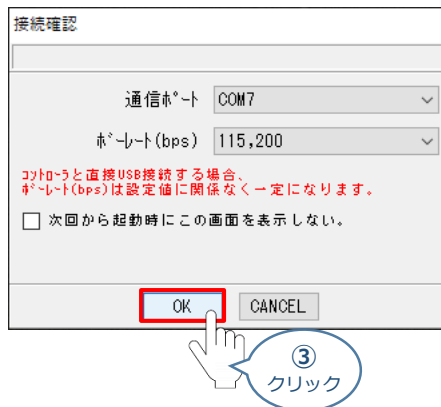 接続確認
通信ﾎﾟｰﾄ COM7
ﾎﾞｰﾚｰﾄ(bps) 115,200
ｺﾝﾄﾛｰﾗと直接USB接続する場合、
ﾎﾞｰﾚｰﾄ(bps)は設定値に関係なく一定になります。
次回から起動時にこの画面を表示しない。
OK CANCEL
③
クリック